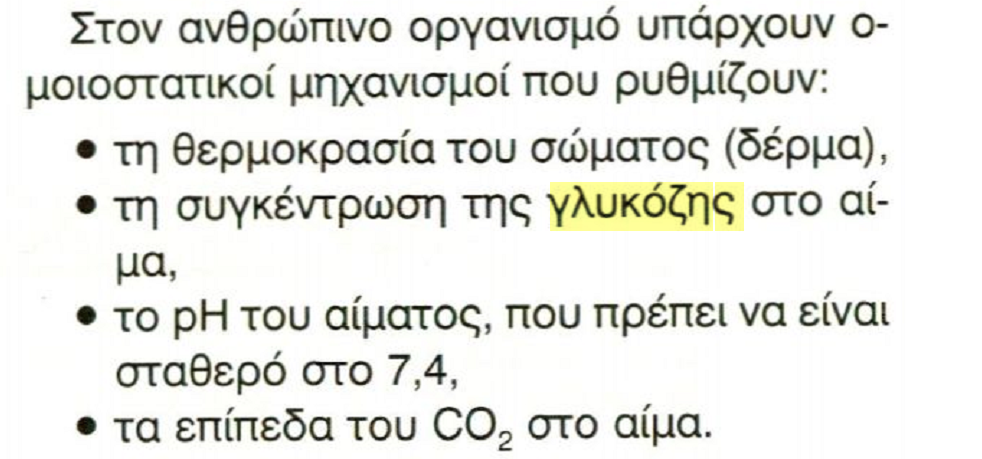 Στον ανθρώπινο οργανισμό υπάρχουν ο-
μοιοστατικοί μηχανισμοί που ρυθμίζουν:
• τη θερμοκρασία του σώματος (δέρμα),
• τη συγκέντρωση της γλυκόζης στο αί-
μα,
• το pH του αίματος, που πρέπει να είναι
σταθερό στο 7,4,
• τα επίπεδα του CO₂ στο αίμα.